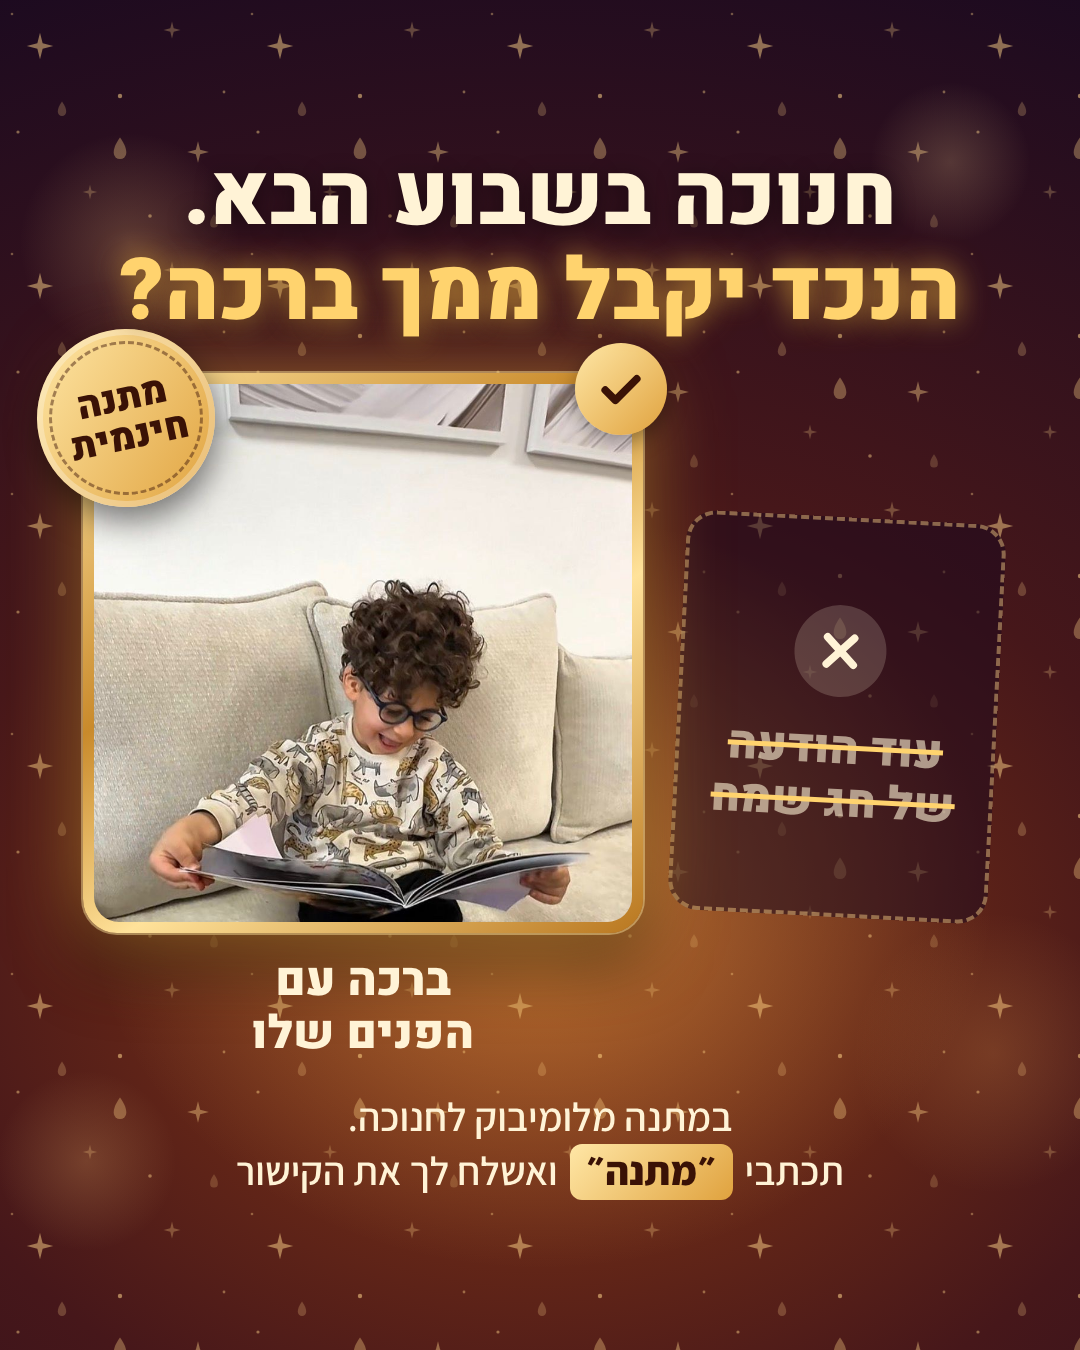 חנוכה בשבוע הבא.
הנכד יקבל ממך ברכה?
מתנה
חינמית
עוד הודעה
של חג שמח
ברכה עם
הפנים שלו
במתנה מלומיבוק לחנוכה.
תכתבי ״מתנה״ ואשלח לך את הקישור